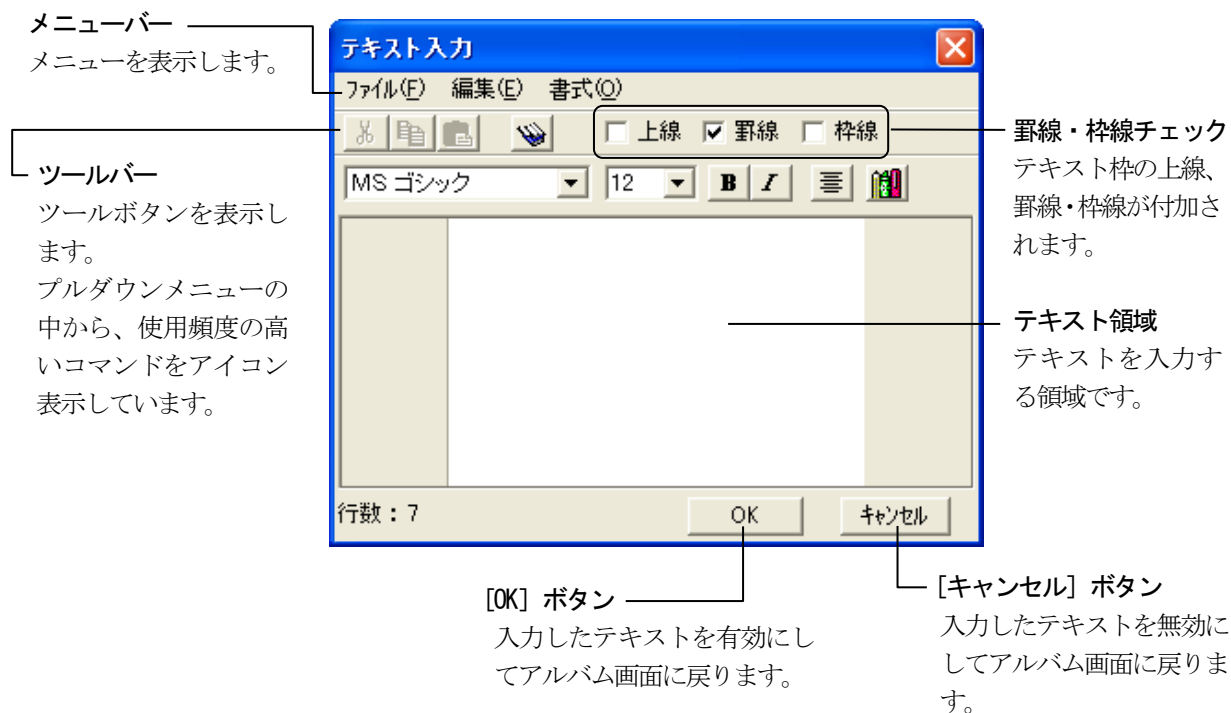 メニューバー
メニューを表示します。
ツールバー
ツールボタンを表示し
ます。
プルダウンメニューの
中から、使用頻度の高
いコマンドをアイコン
表示しています。
テキスト入力
ファイル(F) 編集(E) 書式(O)
上線 罫線 枠線
MS ゴシック 12 B I
行数：7
OK キャンセル
罫線・枠線チェック
テキスト枠の上線、
罫線・枠線が付加さ
れます。
テキスト領域
テキストを入力す
る領域です。
[OK] ボタン
入力したテキストを有効にし
てアルバム画面に戻ります。
[キャンセル] ボタン
入力したテキストを無効に
してアルバム画面に戻りま
す。